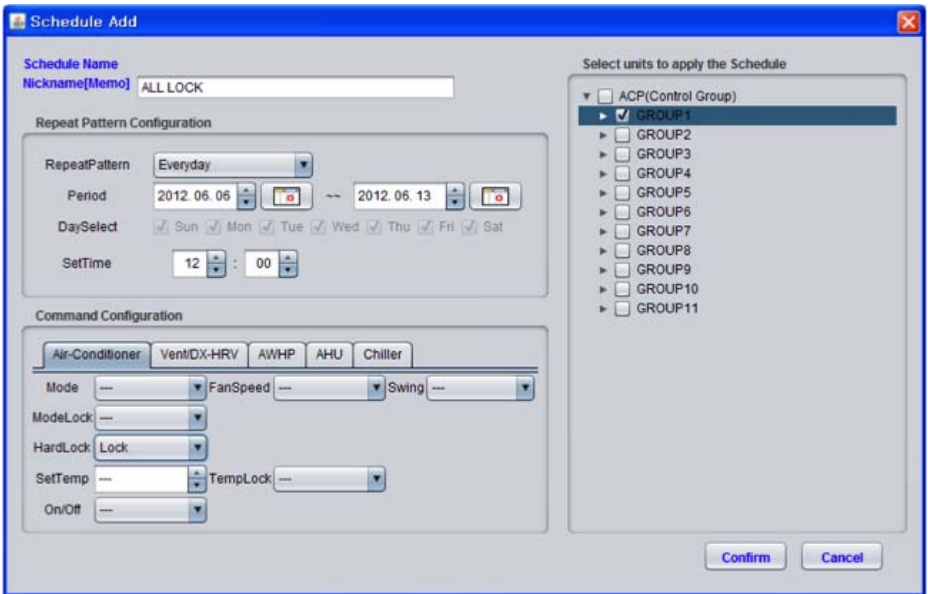 Schedule Add
Schedule Name
Nickname[Memo] ALL LOCK
Repeat Pattern Configuration
RepeatPattern Everyday
Period 2012. 06. 06 ~~ 2012. 06. 13
DaySelect Sun Mon Tue Wed Thu Fri Sat
SetTime 12 : 00
Command Configuration
Air-Conditioner Vent/DX-HRV AWHP AHU Chiller
Mode --- FanSpeed --- Swing ---
ModeLock ---
HardLock Lock
SetTemp --- TempLock ---
On/Off ---
Select units to apply the Schedule
ACP(Control Group)
GROUP1
GROUP2
GROUP3
GROUP4
GROUP5
GROUP6
GROUP7
GROUP8
GROUP9
GROUP10
GROUP11
Confirm Cancel